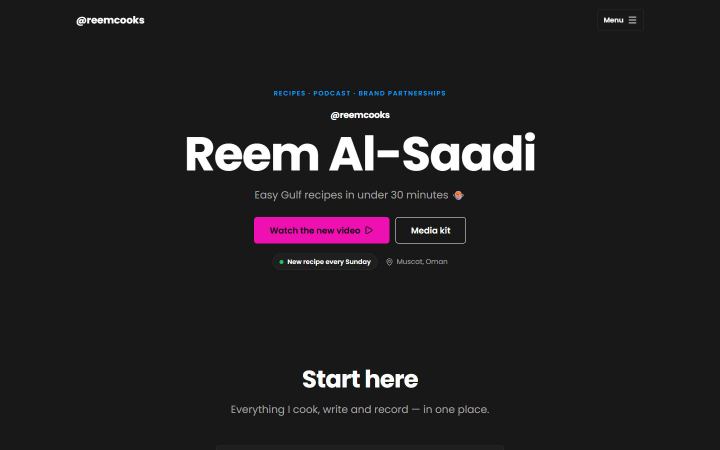 @reemcooks
Menu
RECIPES · PODCAST · BRAND PARTNERSHIPS
@reemcooks
Reem Al-Saadi
Easy Gulf recipes in under 30 minutes
Watch the new video
Media kit
New recipe every Sunday
Muscat, Oman
Start here
Everything I cook, write and record — in one place.